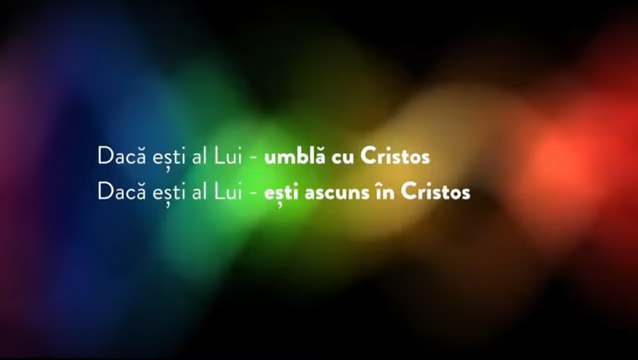 Dacă ești al Lui - umblă cu Cristos
Dacă ești al Lui - ești ascuns în Cristos